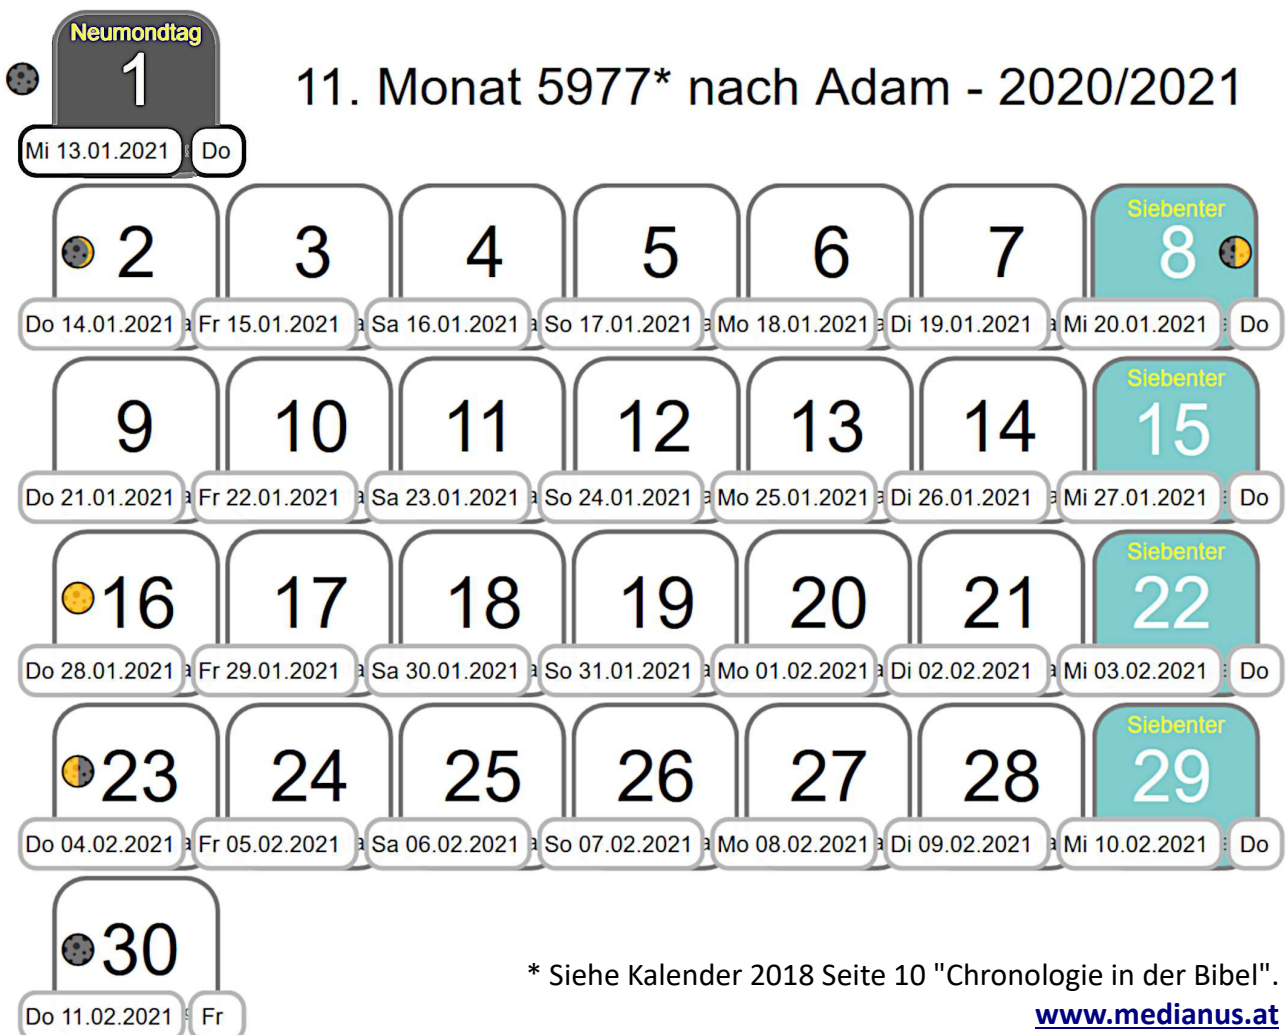 Neumondtag
1
11. Monat 5977* nach Adam - 2020/2021
Mi 13.01.2021 Do
2 3 4 5 6 7 Siebenter 8
Do 14.01.2021 Fr 15.01.2021 Sa 16.01.2021 So 17.01.2021 Mo 18.01.2021 Di 19.01.2021 Mi 20.01.2021 Do
9 10 11 12 13 14 Siebenter 15
Do 21.01.2021 Fr 22.01.2021 Sa 23.01.2021 So 24.01.2021 Mo 25.01.2021 Di 26.01.2021 Mi 27.01.2021 Do
16 17 18 19 20 21 Siebenter 22
Do 28.01.2021 Fr 29.01.2021 Sa 30.01.2021 So 31.01.2021 Mo 01.02.2021 Di 02.02.2021 Mi 03.02.2021 Do
23 24 25 26 27 28 Siebenter 29
Do 04.02.2021 Fr 05.02.2021 Sa 06.02.2021 So 07.02.2021 Mo 08.02.2021 Di 09.02.2021 Mi 10.02.2021 Do
30
Do 11.02.2021 Fr
* Siehe Kalender 2018 Seite 10 "Chronologie in der Bibel".
www.medianus.at